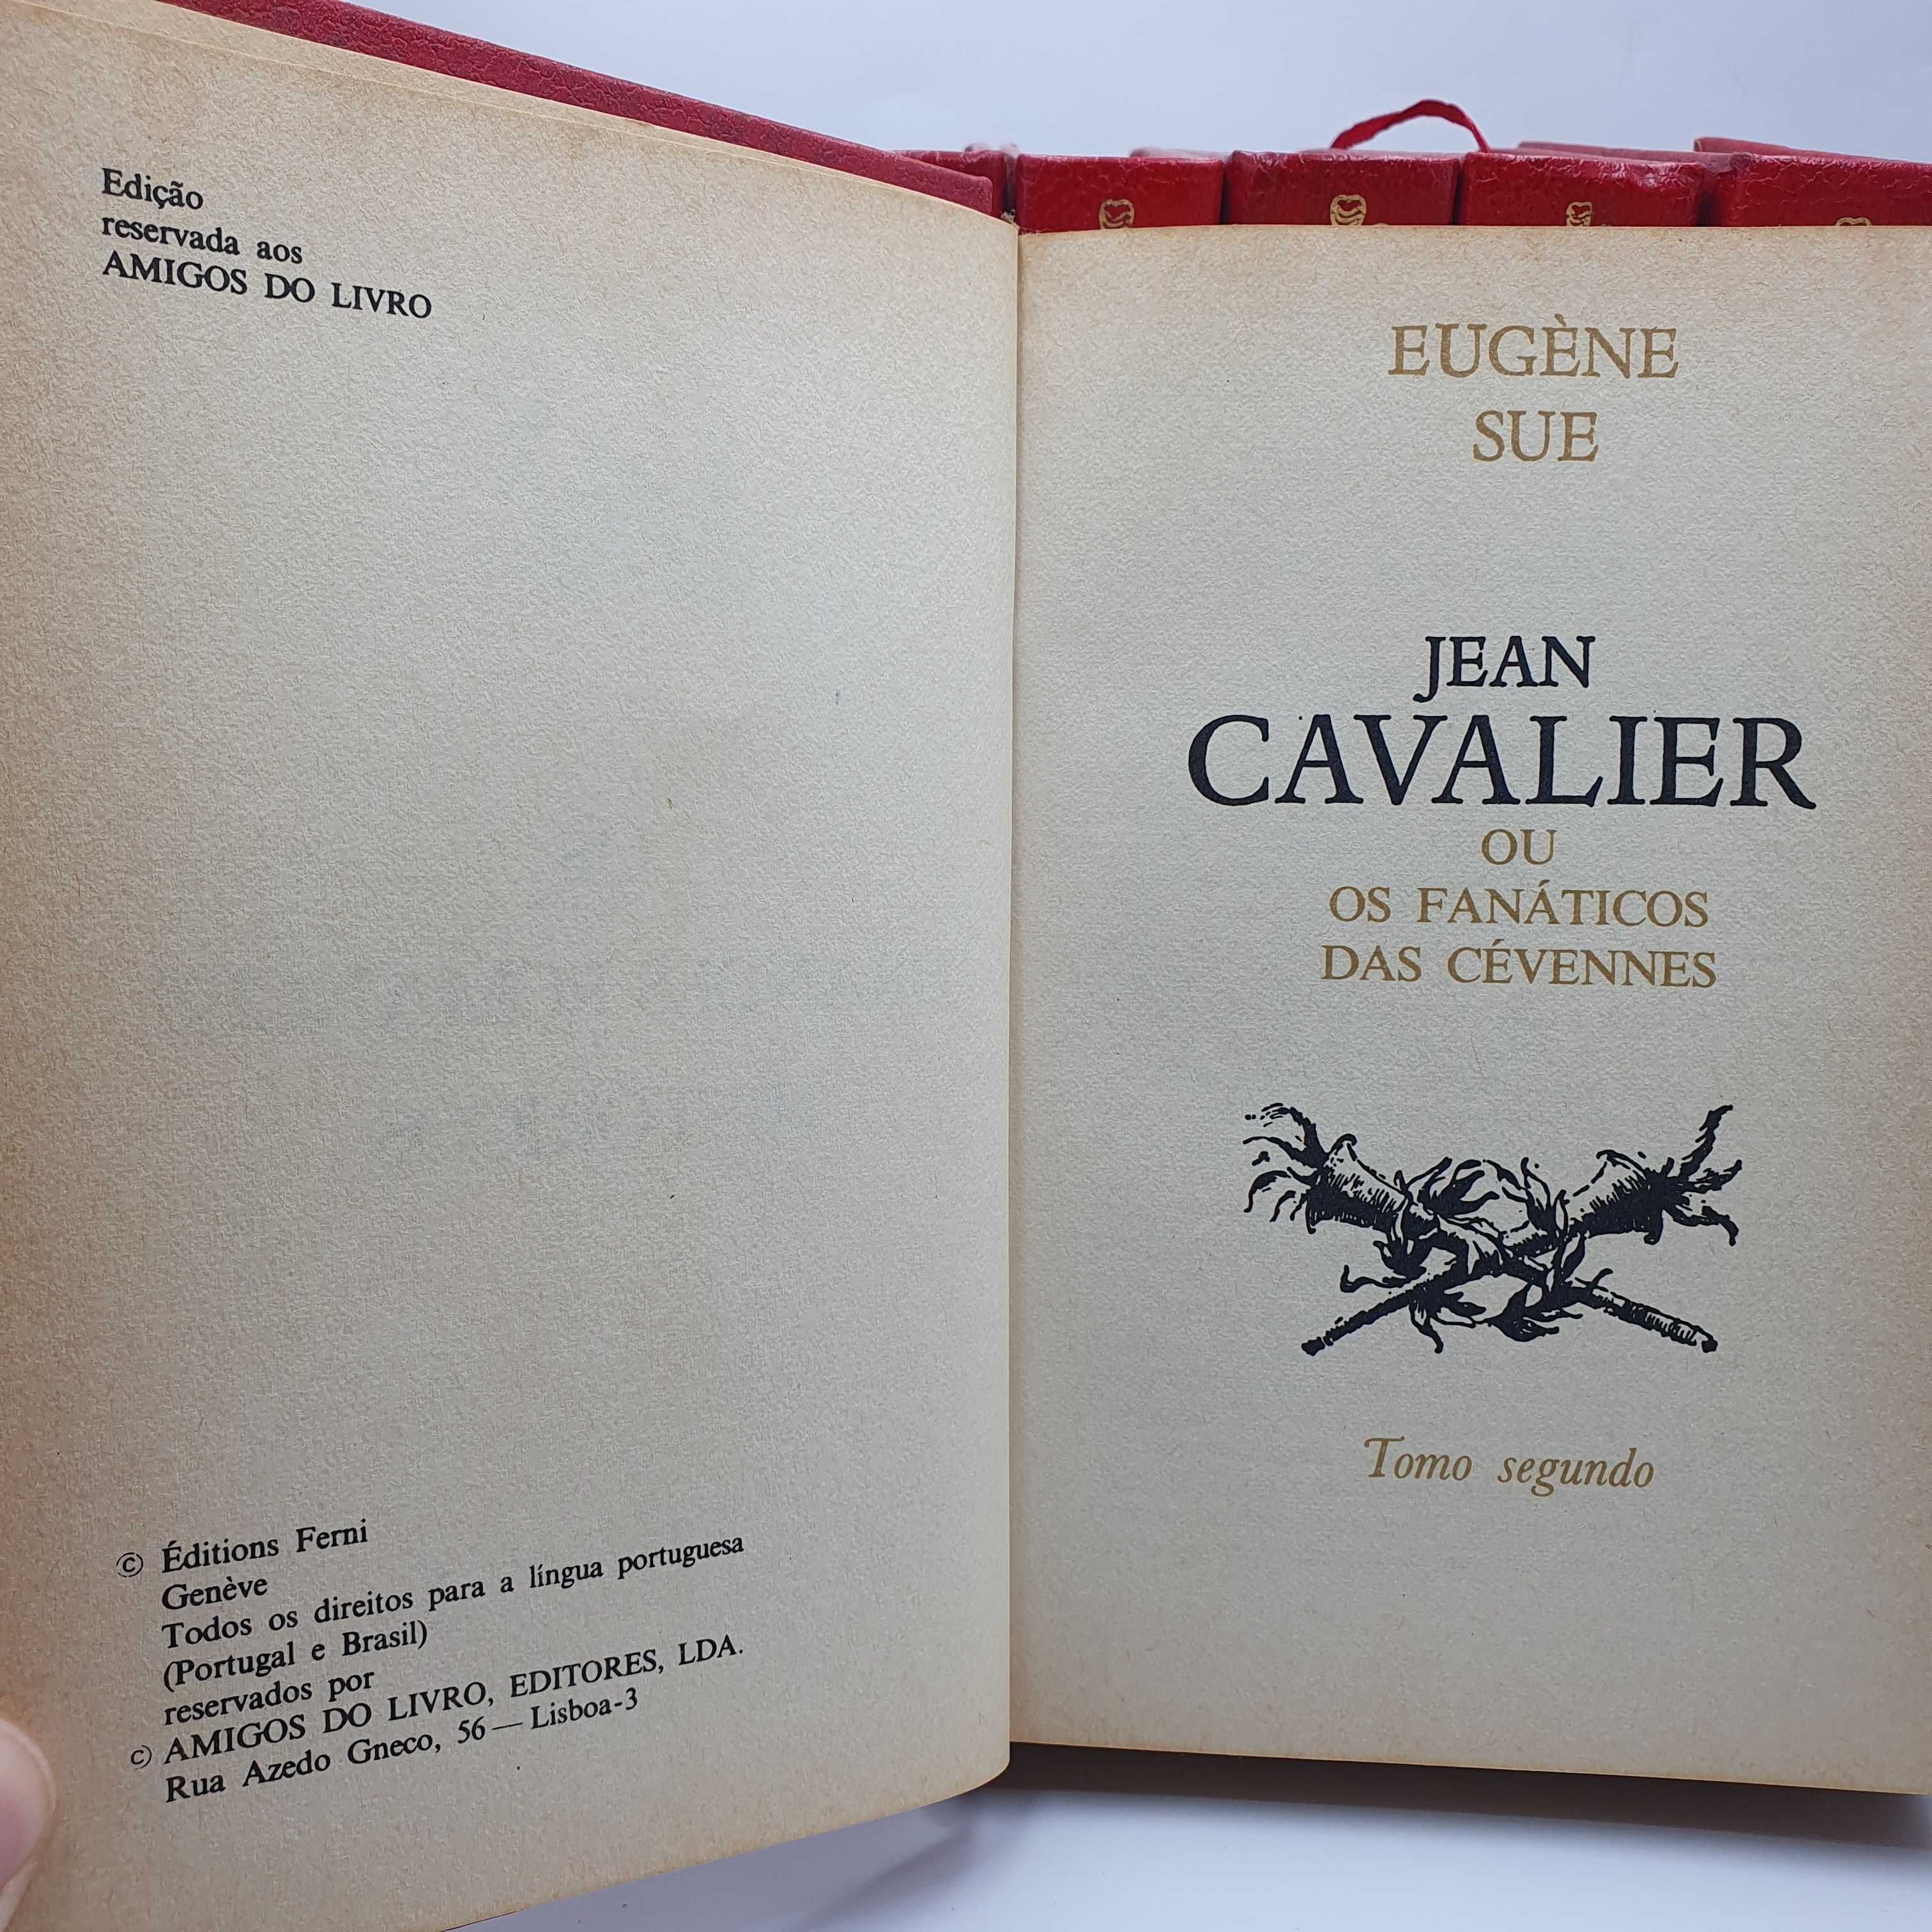 Edição
reservada aos
AMIGOS DO LIVRO
© Éditions Ferni
Genève
Todos os direitos para a língua portuguesa
(Portugal e Brasil)
reservados por
© AMIGOS DO LIVRO, EDITORES, LDA.
Rua Azedo Gneco, 56 — Lisboa-3
EUGÈNE
SUE
JEAN
CAVALIER
OU
OS FANÁTICOS
DAS CÉVENNES
Tomo segundo